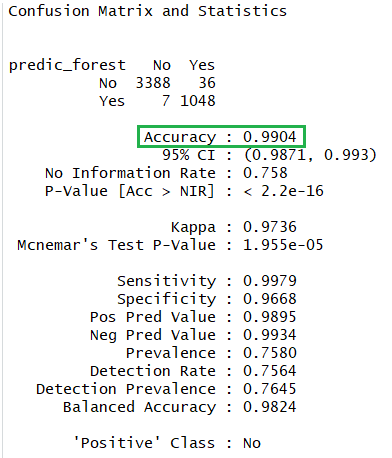 Confusion Matrix and Statistics
predic_forest No Yes
No 3388 36
Yes 7 1048
Accuracy : 0.9904
95% CI : (0.9871, 0.993)
No Information Rate : 0.758
P-Value [Acc > NIR] : < 2.2e-16
Kappa : 0.9736
Mcnemar's Test P-Value : 1.955e-05
Sensitivity : 0.9979
Specificity : 0.9668
Pos Pred Value : 0.9895
Neg Pred Value : 0.9934
Prevalence : 0.7580
Detection Rate : 0.7564
Detection Prevalence : 0.7645
Balanced Accuracy : 0.9824
'Positive' Class : No